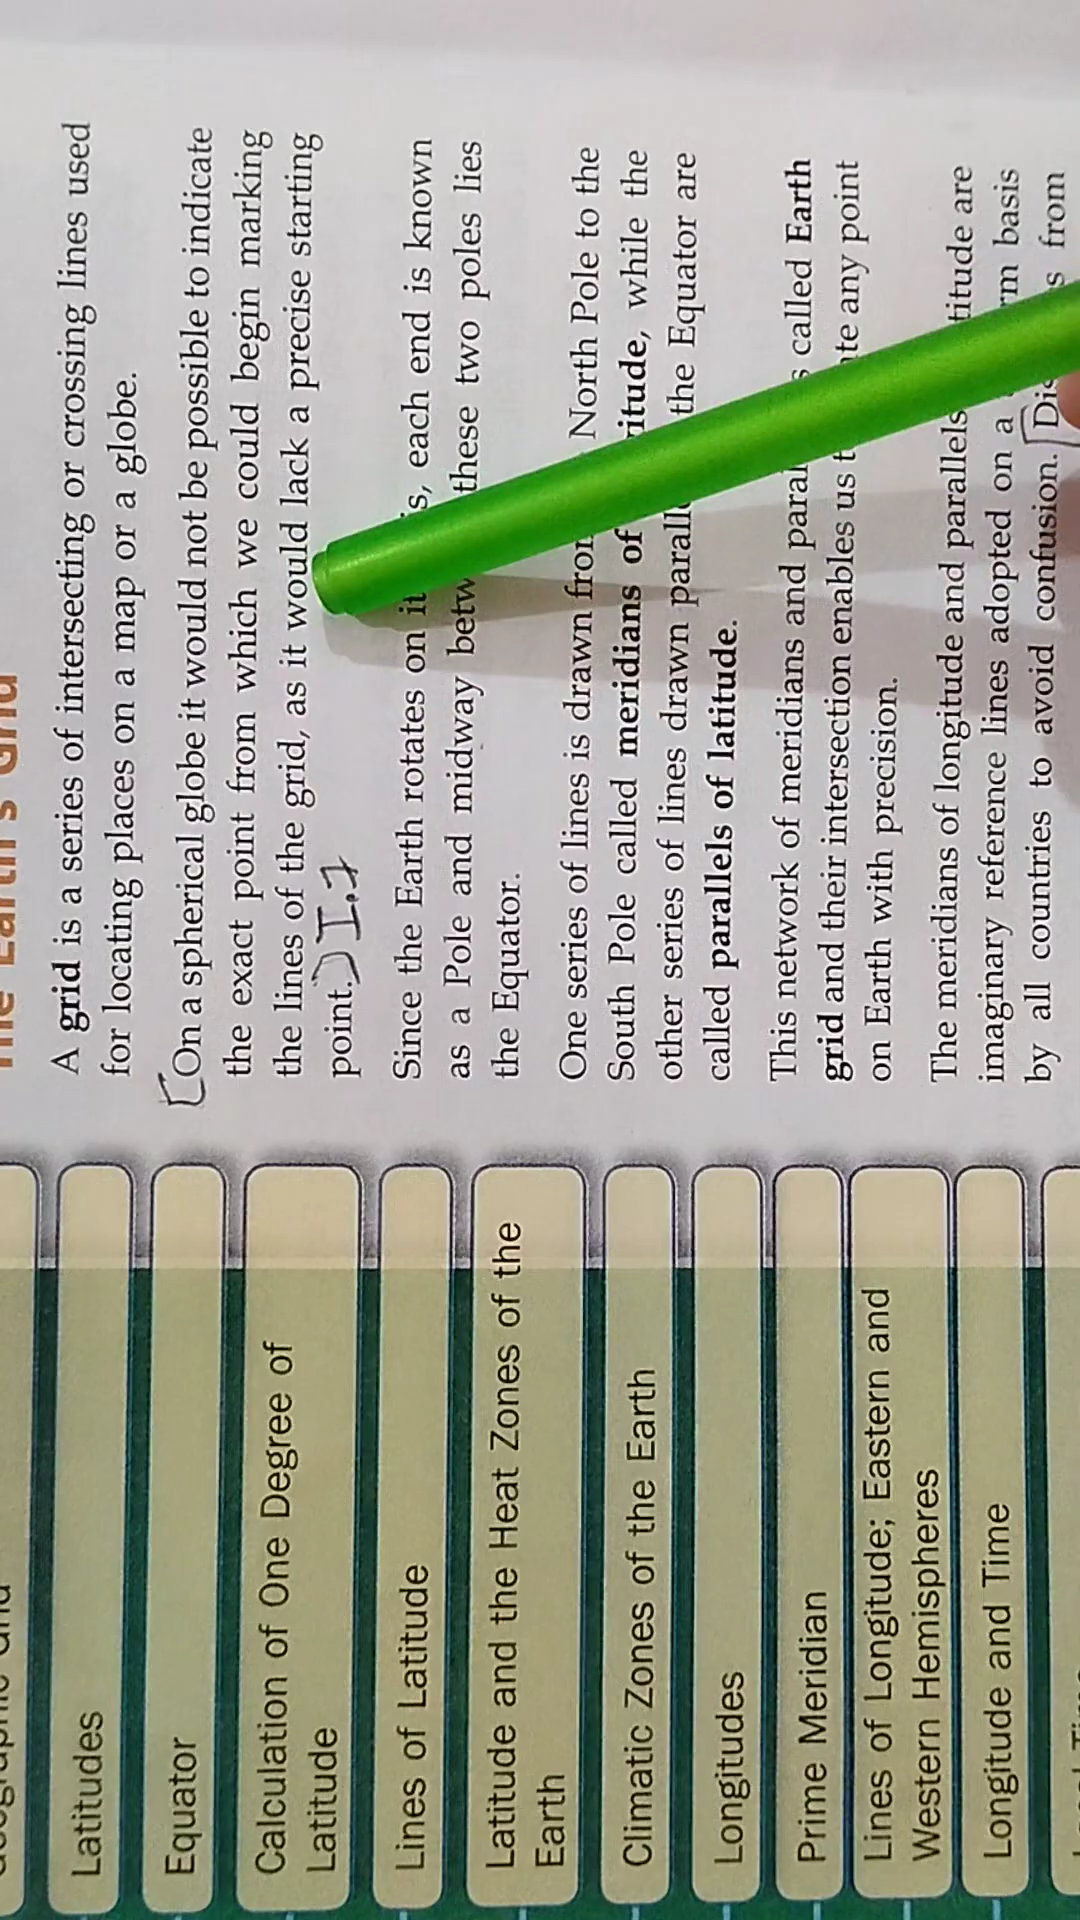 The Earth's Grid
A grid is a series of intersecting or crossing lines used
for locating places on a map or a globe.
On a spherical globe it would not be possible to indicate
the exact point from which we could begin marking
the lines of the grid, as it would lack a precise starting
point.) I.1
Since the Earth rotates on its, each end is known
as a Pole and midway betw these two poles lies
the Equator.
One series of lines is drawn from North Pole to the
South Pole called meridians of itude, while the
other series of lines drawn parall the Equator are
called parallels of latitude.
This network of meridians and paral s called Earth
grid and their intersection enables us t te any point
on Earth with precision.
The meridians of longitude and parallels titude are
imaginary reference lines adopted on a rm basis
by all countries to avoid confusion. Dis s from
Latitudes
Equator
Calculation of One Degree of
Latitude
Lines of Latitude
Latitude and the Heat Zones of the
Earth
Climatic Zones of the Earth
Longitudes
Prime Meridian
Lines of Longitude; Eastern and
Western Hemispheres
Longitude and Time